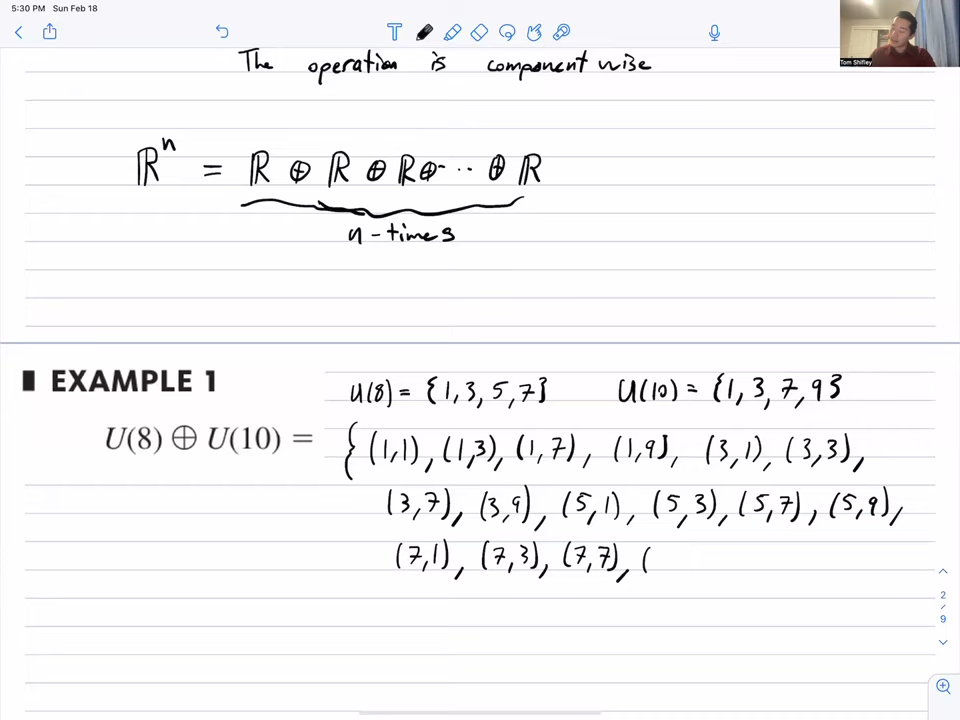 5:30 PM Sun Feb 18
Tom Shifley
The operation is componentwise
ℝⁿ = ℝ ⊕ ℝ ⊕ ℝ ⊕ ··· ⊕ ℝ
n-times
EXAMPLE 1
U(8) = {1, 3, 5, 7} U(10) = {1, 3, 7, 9}
U(8) ⊕ U(10) = {(1,1), (1,3), (1,7), (1,9), (3,1), (3,3),
(3,7), (3,9), (5,1), (5,3), (5,7), (5,9),
(7,1), (7,3), (7,7), (
2
/
9